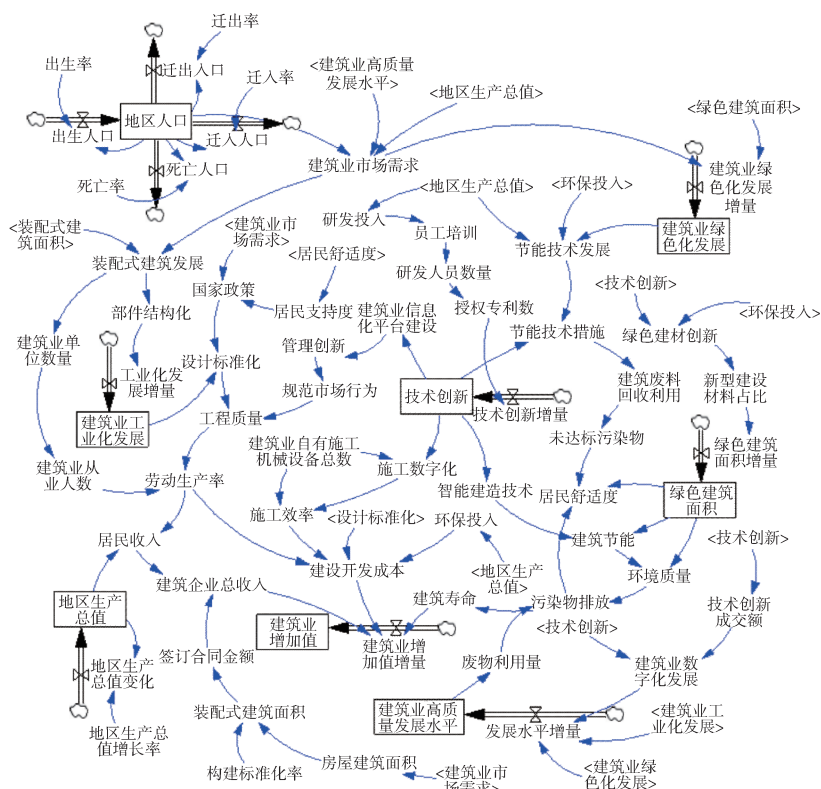 迁出率
出生率
迁出人口
迁入率
<建筑业高质量
发展水平>
<地区生产总值>
<绿色建筑面积>
地区人口
出生人口
迁入人口
死亡人口
死亡率
建筑业市场需求
建筑业绿
色化发展
增量
<地区生产总值>
<环保投入>
<装配式建
筑面积>
<建筑业市
场需求>
研发投入
员工培训
建筑业绿
色化发展
节能技术发展
<居民舒适度>
装配式建筑发展
研发人员数量
国家政策
<技术创新>
部件结构化
居民支持度
建筑业信息
化平台建设
授权专利数
<环保投入>
节能技术措施
绿色建材创新
建筑业单
位数量
管理创新
设计标准化
工业化发
展增量
规范市场行为
建筑废料
回收利用
新型建设
材料占比
技术创新
技术创新增量
建筑业工
业化发展
工程质量
未达标污染物
绿色建筑
面积增量
建筑业自有施工
机械设备总数
施工数字化
建筑业从
业人数
劳动生产率
智能建造技术
居民舒适度
绿色建筑
面积
施工效率
<设计标准化>
环保投入
居民收入
建筑节能
<技术创新>
建设开发成本
环境质量
建筑企业总收入
<地区生产
总值>
地区生产
总值
建筑寿命
污染物排放
技术创新
成交额
<技术创新>
建筑业
增加值
建筑业增
加值增量
签订合同金额
废物利用量
建筑业数
字化发展
地区生产
总值变化
装配式建筑面积
建筑业高质
量发展水平
发展水平增量
<建筑业工
业化发展>
地区生产总
值增长率
房屋建筑面积
构建标准化率
<建筑业市
场需求>
<建筑业绿
色化发展>